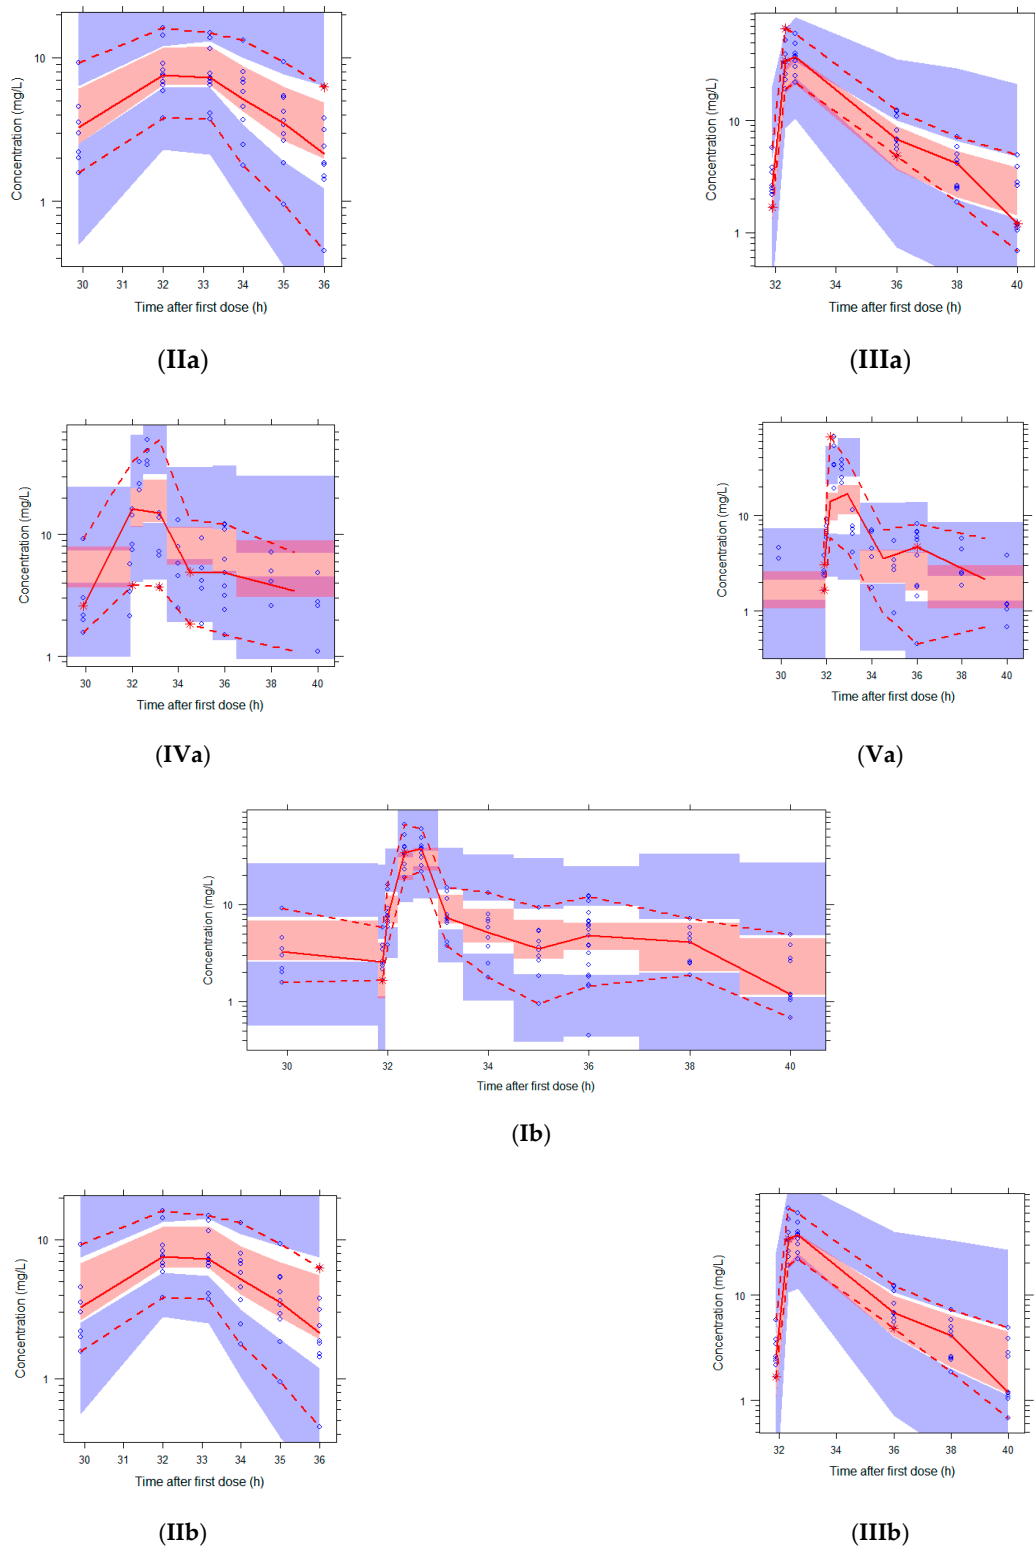 Concentration (mg/L)
10
1
30 31 32 33 34 35 36
Time after first dose (h)
(IIa)
Concentration (mg/L)
10
1
32 34 36 38 40
Time after first dose (h)
(IIIa)
Concentration (mg/L)
10
1
30 32 34 36 38 40
Time after first dose (h)
(IVa)
Concentration (mg/L)
10
1
30 32 34 36 38 40
Time after first dose (h)
(Va)
Concentration (mg/L)
10
1
30 32 34 36 38 40
Time after first dose (h)
(Ib)
Concentration (mg/L)
10
1
30 31 32 33 34 35 36
Time after first dose (h)
(IIb)
Concentration (mg/L)
10
1
32 34 36 38 40
Time after first dose (h)
(IIIb)